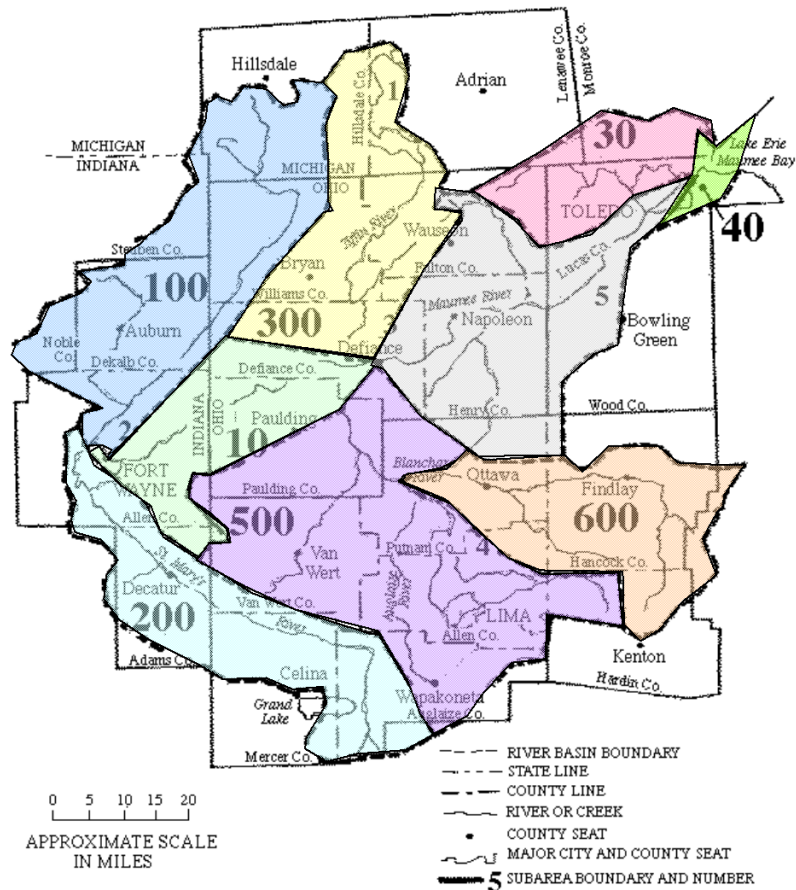 Hillsdale
Hillsdale Co.
1
Adrian
Lenawee Co.
Monroe Co.
30
MICHIGAN
INDIANA
MICHIGAN
OHIO
Lake Erie
Maumee Bay
TOLEDO
40
Tiffin River
Wauseon
Steuben Co.
Bryan
Fulton Co.
Lucas Co.
100
Williams Co.
Maumee River
5
300
3
Napoleon
Auburn
Bowling
Green
Noble
Co.
Dekalb Co.
Defiance
Defiance Co.
INDIANA
OHIO
Paulding
Henry Co.
Wood Co.
2
10
FORT
WAYNE
Blanchard
River
Ottawa
Findlay
Paulding Co.
Allen Co.
500
600
St. Mary's
River
Van
Wert
Putnam Co.
4
Hancock Co.
Decatur
Auglaize
River
200
Van Wert Co.
LIMA
Allen Co.
Adams Co.
Kenton
Celina
Hardin Co.
Grand
Lake
Wapakoneta
Auglaize Co.
Mercer Co.
RIVER BASIN BOUNDARY
STATE LINE
COUNTY LINE
RIVER OR CREEK
COUNTY SEAT
MAJOR CITY AND COUNTY SEAT
5 SUBAREA BOUNDARY AND NUMBER
0 5 10 15 20
APPROXIMATE SCALE
IN MILES